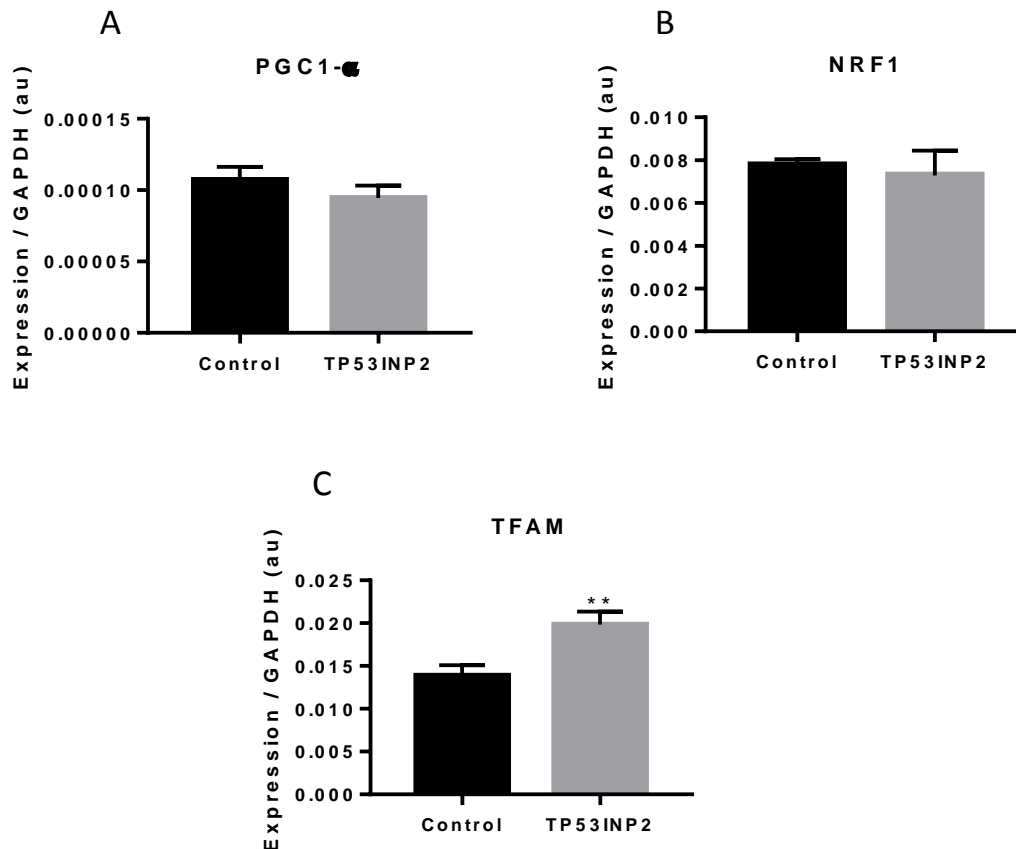 A
PGC1-α
Expression / GAPDH (au)
0.00015
0.00010
0.00005
0.00000
Control TP53INP2
B
NRF1
Expression / GAPDH (au)
0.010
0.008
0.006
0.004
0.002
0.000
Control TP53INP2
C
TFAM
Expression / GAPDH (au)
0.025
0.020
0.015
0.010
0.005
0.000
**
Control TP53INP2